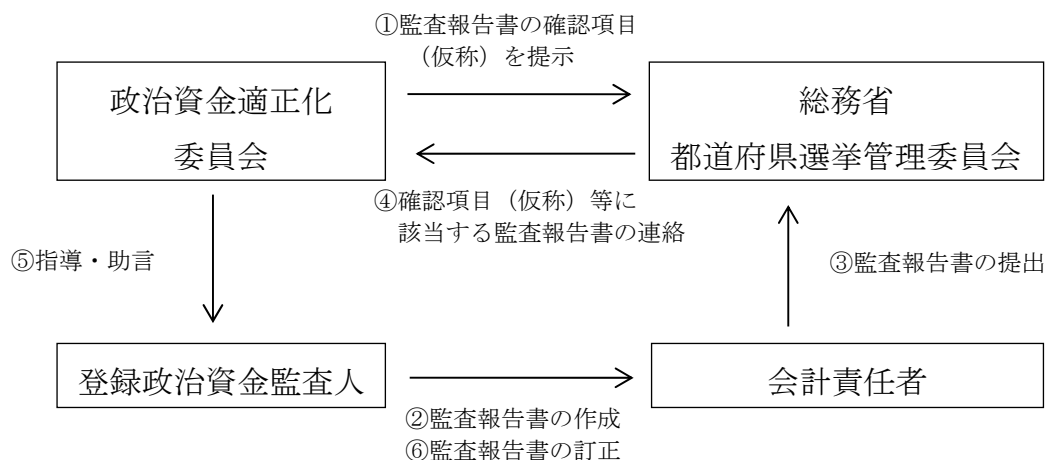 ①監査報告書の確認項目
（仮称）を提示
政治資金適正化
委員会
総務省
都道府県選挙管理委員会
④確認項目（仮称）等に
該当する監査報告書の連絡
⑤指導・助言
③監査報告書の提出
登録政治資金監査人
会計責任者
②監査報告書の作成
⑥監査報告書の訂正